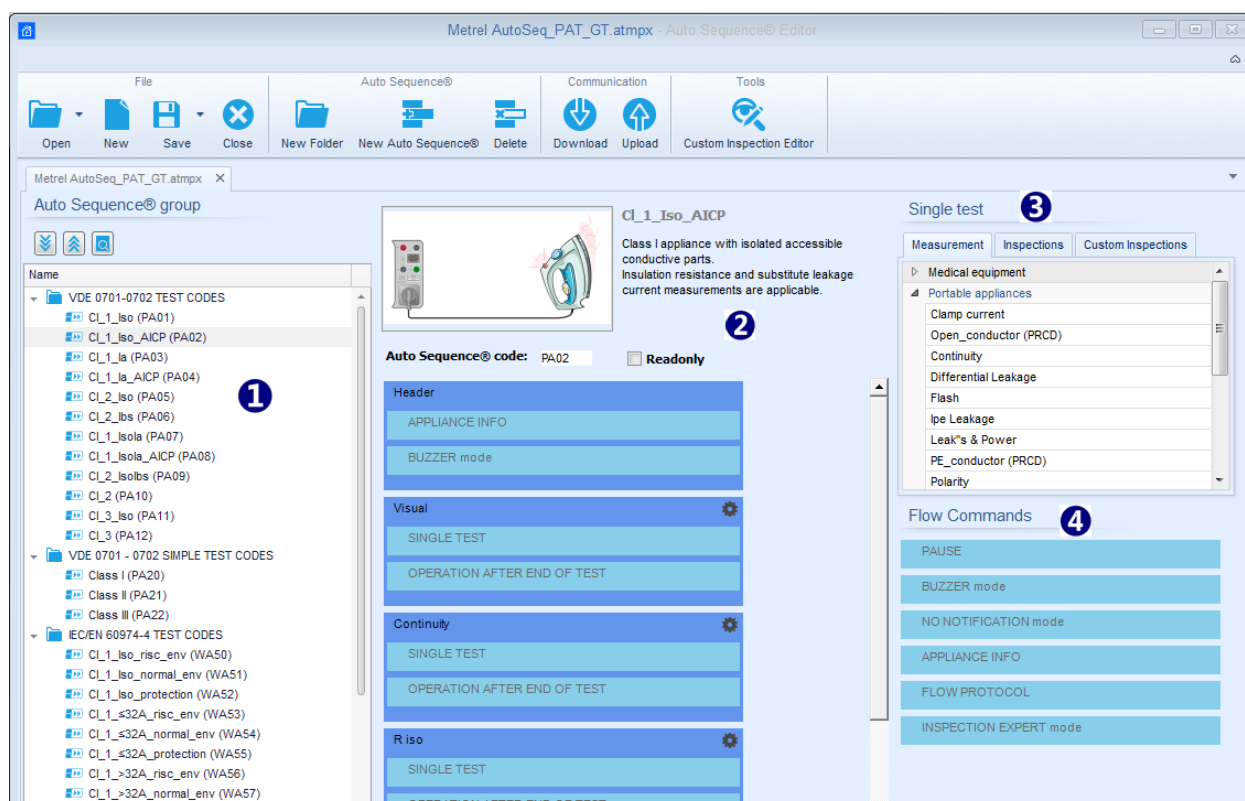 Metrel AutoSeq_PAT_GT.atmpx - Auto Sequence® Editor
File
Auto Sequence®
Communication
Tools
Open
New
Save
Close
New Folder
New Auto Sequence®
Delete
Download
Upload
Custom Inspection Editor
Metrel AutoSeq_PAT_GT.atmpx
Auto Sequence® group
Name
VDE 0701-0702 TEST CODES
Cl_1_Iso (PA01)
Cl_1_Iso_AICP (PA02)
Cl_1_Ia (PA03)
Cl_1_Ia_AICP (PA04)
Cl_2_Iso (PA05)
Cl_2_Ibs (PA06)
Cl_1_IsoIa (PA07)
Cl_1_IsoIa_AICP (PA08)
Cl_2_IsoIbs (PA09)
Cl_2 (PA10)
Cl_3_Iso (PA11)
Cl_3 (PA12)
VDE 0701 - 0702 SIMPLE TEST CODES
Class I (PA20)
Class II (PA21)
Class III (PA22)
IEC/EN 60974-4 TEST CODES
Cl_1_Iso_risc_env (WA50)
Cl_1_Iso_normal_env (WA51)
Cl_1_Iso_protection (WA52)
Cl_1_≤32A_risc_env (WA53)
Cl_1_≤32A_normal_env (WA54)
Cl_1_≤32A_protection (WA55)
Cl_1_>32A_risc_env (WA56)
Cl_1_>32A_normal_env (WA57)
1
Cl_1_Iso_AICP
Class I appliance with isolated accessible
conductive parts.
Insulation resistance and substitute leakage
current measurements are applicable.
2
Auto Sequence® code: PA02
Readonly
Header
APPLIANCE INFO
BUZZER mode
Visual
SINGLE TEST
OPERATION AFTER END OF TEST
Continuity
SINGLE TEST
OPERATION AFTER END OF TEST
R iso
SINGLE TEST
OPERATION AFTER END OF TEST
Single test
3
Measurement
Inspections
Custom Inspections
Medical equipment
Portable appliances
Clamp current
Open_conductor (PRCD)
Continuity
Differential Leakage
Flash
Ipe Leakage
Leak"s & Power
PE_conductor (PRCD)
Polarity
Flow Commands
4
PAUSE
BUZZER mode
NO NOTIFICATION mode
APPLIANCE INFO
FLOW PROTOCOL
INSPECTION EXPERT mode